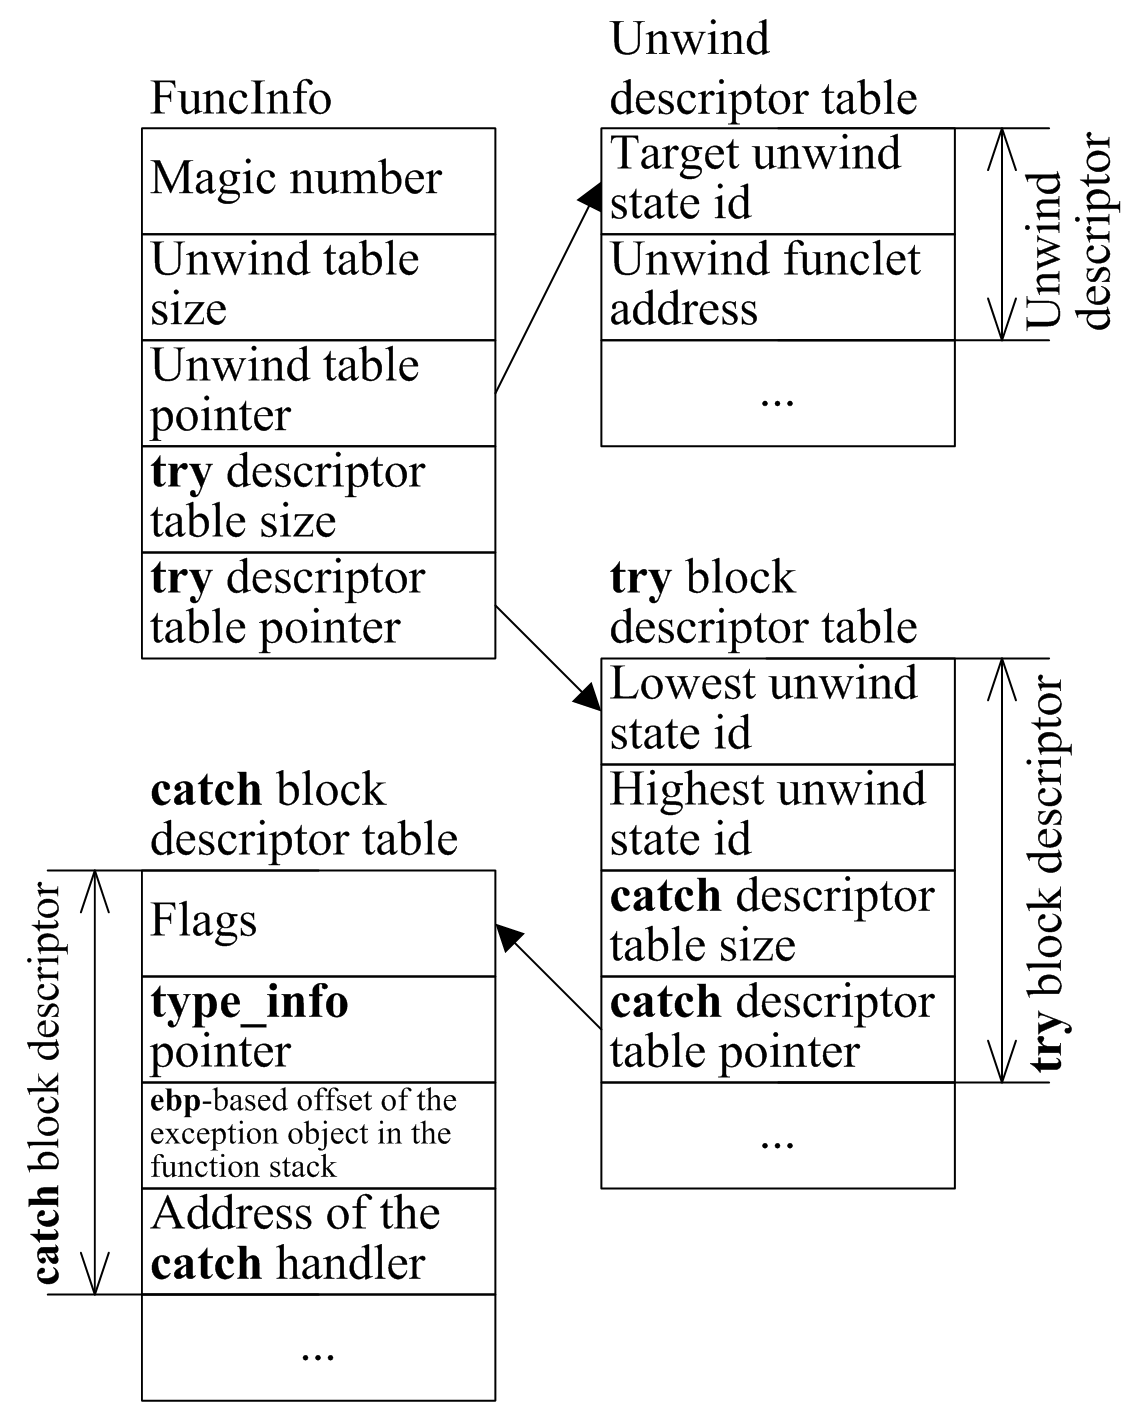 FuncInfo
Magic number
Unwind table
size
Unwind table
pointer
try descriptor
table size
try descriptor
table pointer
Unwind
descriptor table
Target unwind
state id
Unwind funclet
address
...
Unwind
descriptor
try block
descriptor table
Lowest unwind
state id
Highest unwind
state id
catch descriptor
table size
catch descriptor
table pointer
...
try block descriptor
catch block
descriptor table
Flags
type_info
pointer
ebp-based offset of the
exception object in the
function stack
Address of the
catch handler
...
catch block descriptor